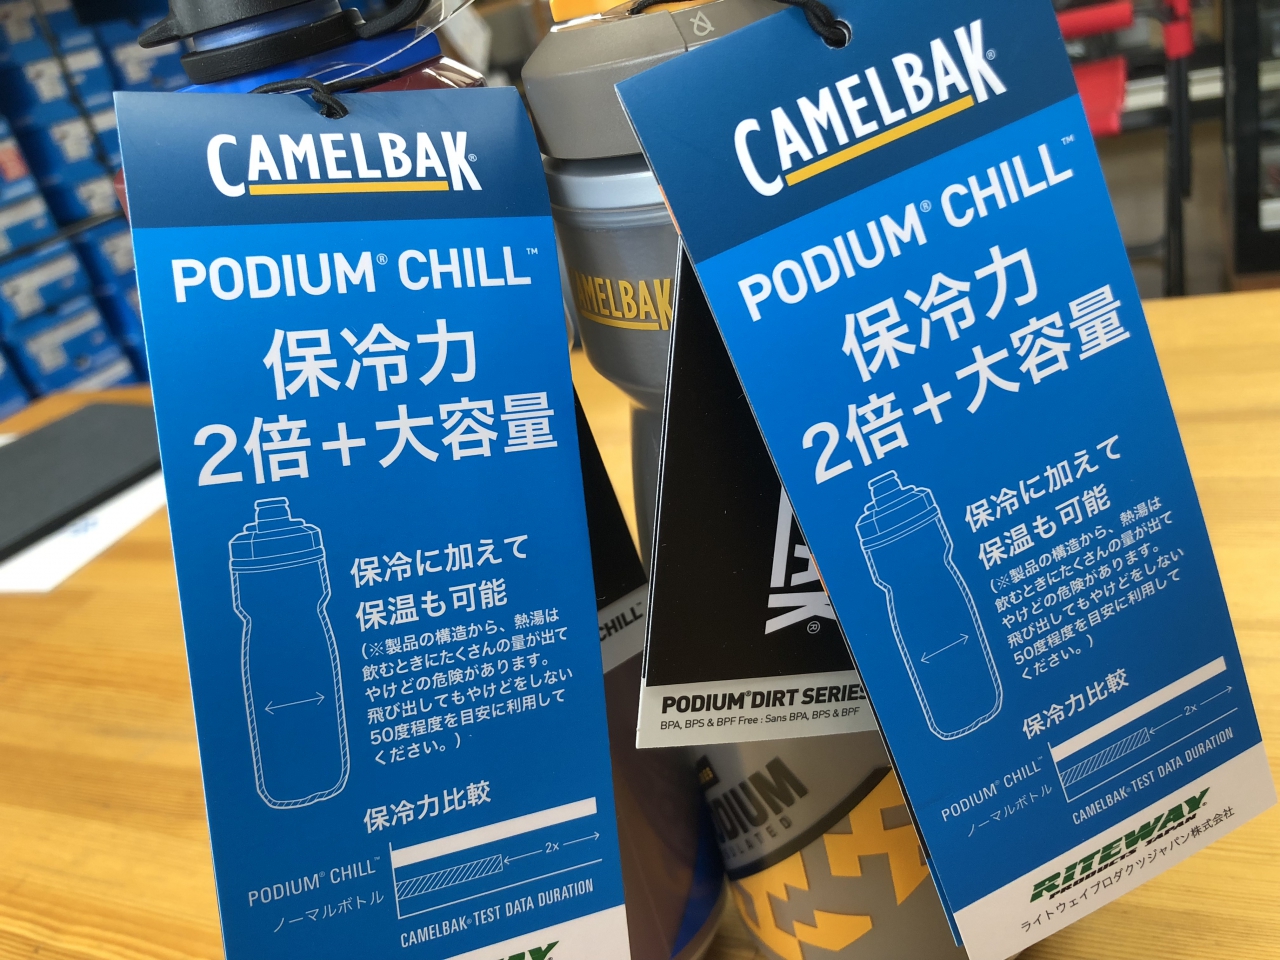 CAMELBAK®
PODIUM® CHILL™
保冷力
2倍+大容量
保冷に加えて
保温も可能
(※製品の構造から、熱湯は
飲むときにたくさんの量が出て
やけどの危険があります。
飛び出してもやけどをしない
50度程度を目安に利用して
ください。)
保冷力比較
PODIUM® CHILL™
ノーマルボトル
2x
CAMELBAK® TEST DATA DURATION
CAMELBAK
CHILL™
®
PODIUM® DIRT SERIES
BPA, BPS & BPF Free : Sans BPA, BPS & BPF
CAMELBAK®
PODIUM® CHILL™
保冷力
2倍+大容量
保冷に加えて
保温も可能
(※製品の構造から、熱湯は
飲むときにたくさんの量が出て
やけどの危険があります。
飛び出してもやけどをしない
50度程度を目安に利用して
ください。)
保冷力比較
PODIUM® CHILL™
ノーマルボトル
2x
CAMELBAK® TEST DATA DURATION
RITEWAY
PRODUCTS JAPAN
ライトウェイプロダクツジャパン株式会社